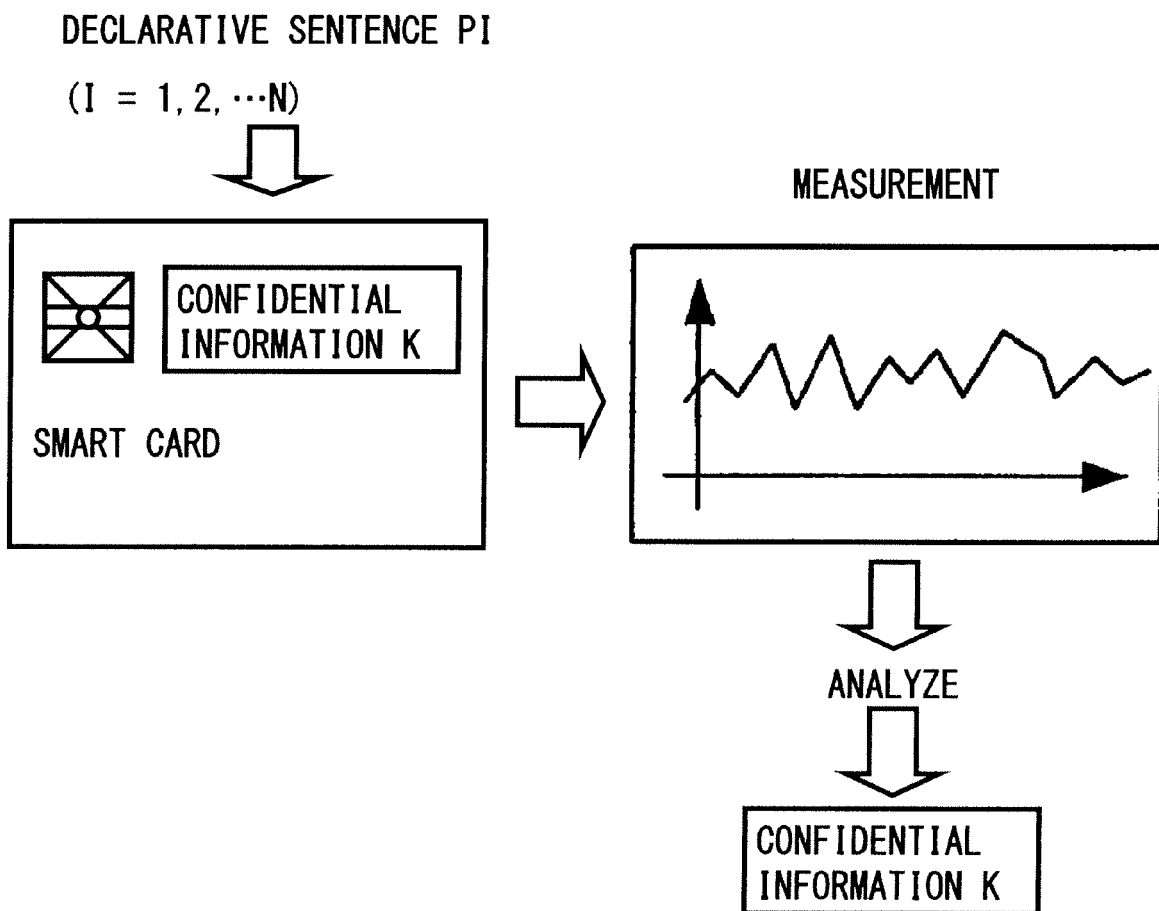 DECLARATIVE SENTENCE PI
(I = 1, 2, ···N)
MEASUREMENT
CONFIDENTIAL
INFORMATION K
SMART CARD
ANALYZE
CONFIDENTIAL
INFORMATION K